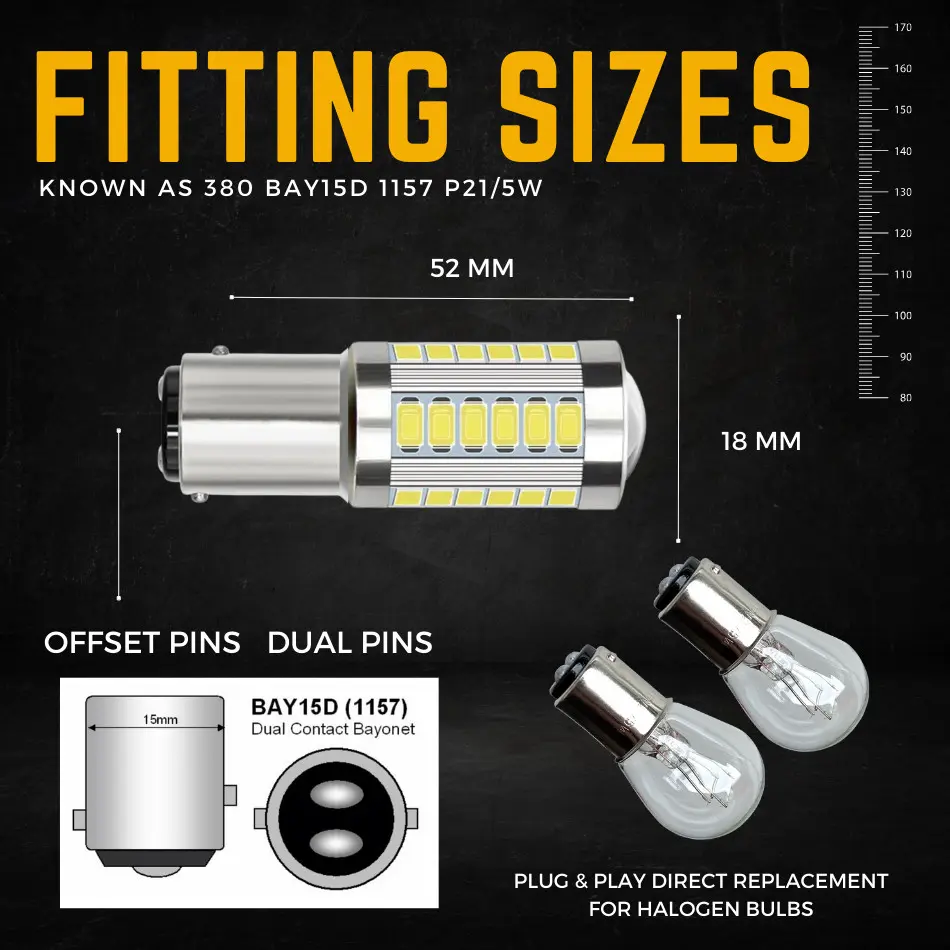 FITTING SIZES
KNOWN AS 380 BAY15D 1157 P21/5W
170
160
150
140
130
120
110
100
90
80
52 MM
18 MM
OFFSET PINS DUAL PINS
15mm
BAY15D (1157)
Dual Contact Bayonet
PLUG & PLAY DIRECT REPLACEMENT
FOR HALOGEN BULBS